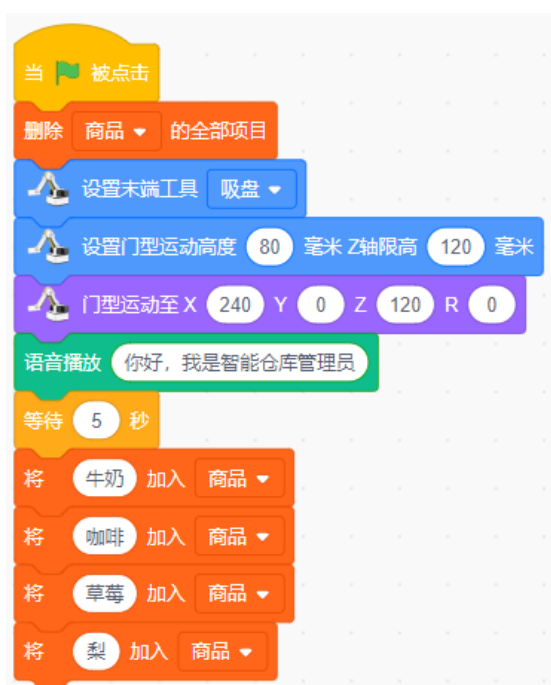 当 被点击
删除 商品 的全部项目
设置末端工具 吸盘
设置门型运动高度 80 毫米 Z轴限高 120 毫米
门型运动至 X 240 Y 0 Z 120 R 0
语音播放 你好，我是智能仓库管理员
等待 5 秒
将 牛奶 加入 商品
将 咖啡 加入 商品
将 草莓 加入 商品
将 梨 加入 商品